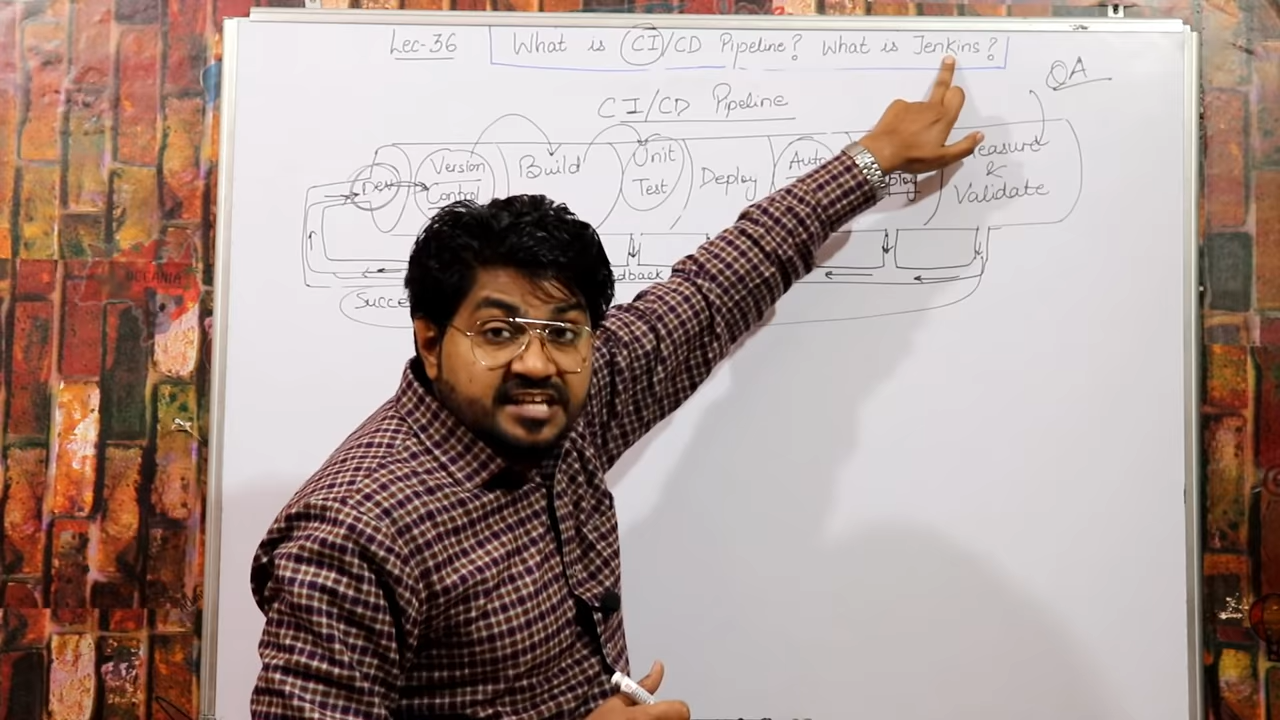 Lec-36 What is CI/CD Pipeline? What is Jenkins?
QA
CI/CD Pipeline
Dev Version Control Build Unit Test Deploy Auto Measure & Validate